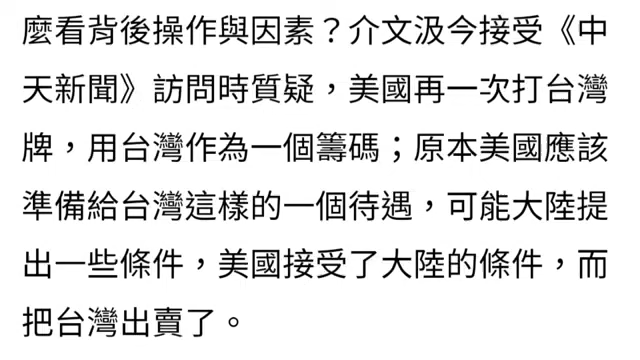 麼看背後操作與因素？介文汲今接受《中
天新聞》訪問時質疑，美國再一次打台灣
牌，用台灣作為一個籌碼；原本美國應該
準備給台灣這樣的一個待遇，可能大陸提
出一些條件，美國接受了大陸的條件，而
把台灣出賣了。